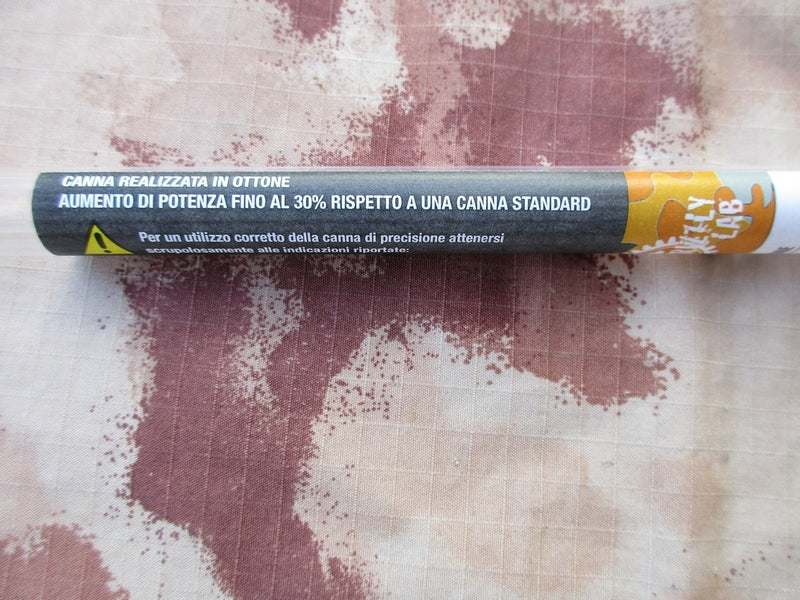 CANNA REALIZZATA IN OTTONE
AUMENTO DI POTENZA FINO AL 30% RISPETTO A UNA CANNA STANDARD
Per un utilizzo corretto della canna di precisione attenersi
scrupolosamente alle indicazioni riportate:
LAB